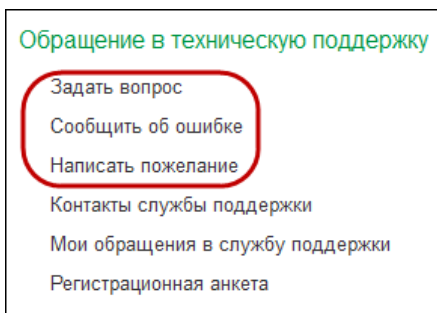 Обращение в техническую поддержку
Задать вопрос
Сообщить об ошибке
Написать пожелание
Контакты службы поддержки
Мои обращения в службу поддержки
Регистрационная анкета